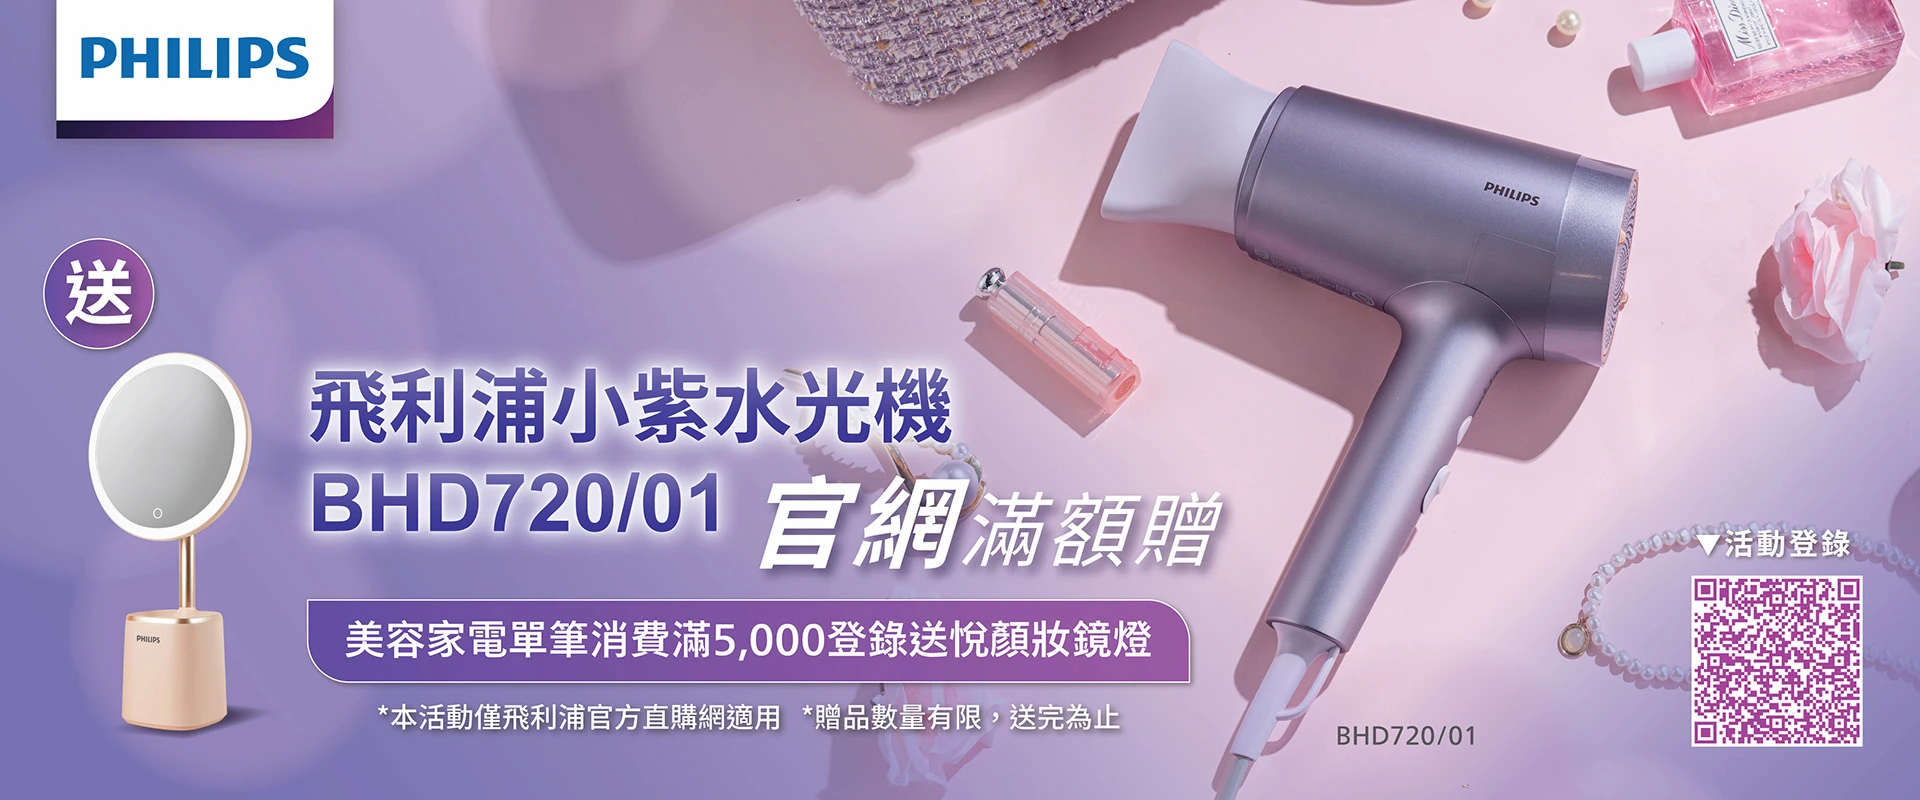 PHILIPS
Miss Dior
PHILIPS
送
PHILIPS
飛利浦小紫水光機
BHD720/01
官網滿額贈
美容家電單筆消費滿5,000登錄送悅顏妝鏡燈
*本活動僅飛利浦官方直購網適用 *贈品數量有限，送完為止
▼活動登錄
BHD720/01